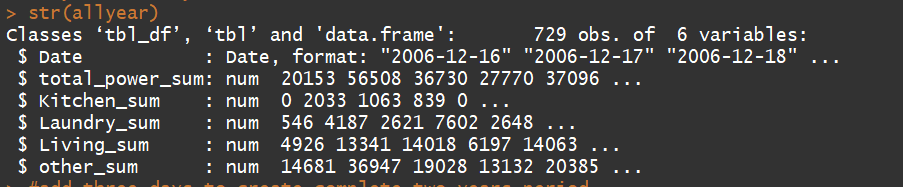 > str(allyear)
Classes ‘tbl_df’, ‘tbl’ and 'data.frame':	729 obs. of  6 variables:
 $ Date           : Date, format: "2006-12-16" "2006-12-17" "2006-12-18" ...
 $ total_power_sum: num  20153 56508 36730 27770 37096 ...
 $ Kitchen_sum    : num  0 2033 1063 839 0 ...
 $ Laundry_sum    : num  546 4187 2621 7602 2648 ...
 $ Living_sum     : num  4926 13341 14018 6197 14063 ...
 $ other_sum      : num  14681 36947 19028 13132 20385 ...
> #add three days to create complete two years period